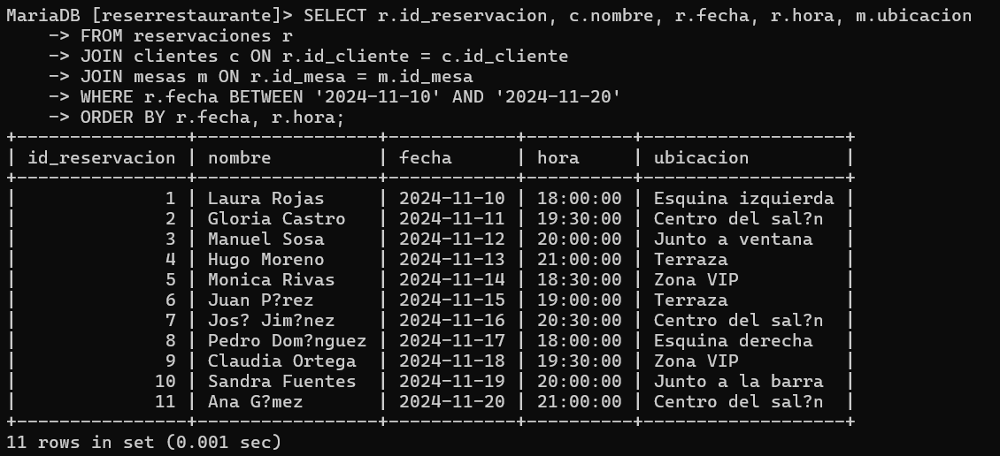 MariaDB [reserrestaurante]> SELECT r.id_reservacion, c.nombre, r.fecha, r.hora, m.ubicacion
    -> FROM reservaciones r
    -> JOIN clientes c ON r.id_cliente = c.id_cliente
    -> JOIN mesas m ON r.id_mesa = m.id_mesa
    -> WHERE r.fecha BETWEEN '2024-11-10' AND '2024-11-20'
    -> ORDER BY r.fecha, r.hora;
+----------------+-----------------+------------+----------+-------------------+
| id_reservacion | nombre          | fecha      | hora     | ubicacion         |
+----------------+-----------------+------------+----------+-------------------+
|              1 | Laura Rojas     | 2024-11-10 | 18:00:00 | Esquina izquierda |
|              2 | Gloria Castro   | 2024-11-11 | 19:30:00 | Centro del sal?n  |
|              3 | Manuel Sosa     | 2024-11-12 | 20:00:00 | Junto a ventana   |
|              4 | Hugo Moreno     | 2024-11-13 | 21:00:00 | Terraza           |
|              5 | Monica Rivas    | 2024-11-14 | 18:30:00 | Zona VIP          |
|              6 | Juan P?rez      | 2024-11-15 | 19:00:00 | Terraza           |
|              7 | Jos? Jim?nez    | 2024-11-16 | 20:30:00 | Centro del sal?n  |
|              8 | Pedro Dom?nguez | 2024-11-17 | 18:00:00 | Esquina derecha   |
|              9 | Claudia Ortega  | 2024-11-18 | 19:30:00 | Zona VIP          |
|             10 | Sandra Fuentes  | 2024-11-19 | 20:00:00 | Junto a la barra  |
|             11 | Ana G?mez       | 2024-11-20 | 21:00:00 | Centro del sal?n  |
+----------------+-----------------+------------+----------+-------------------+
11 rows in set (0.001 sec)